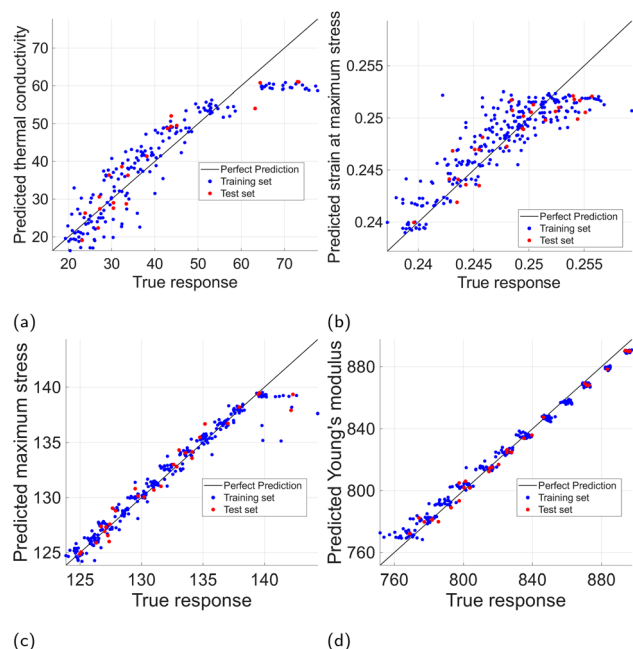 Predicted thermal conductivity
70
60
50
40
30
20
20 30 40 50 60 70
True response
Perfect Prediction
Training set
Test set
(a)
Predicted strain at maximum stress
0.255
0.25
0.245
0.24
0.24 0.245 0.25 0.255
True response
Perfect Prediction
Training set
Test set
(b)
Predicted maximum stress
140
135
130
125
125 130 135 140
True response
Perfect Prediction
Training set
Test set
(c)
Predicted Young's modulus
880
840
800
760
760 800 840 880
True response
Perfect Prediction
Training set
Test set
(d)